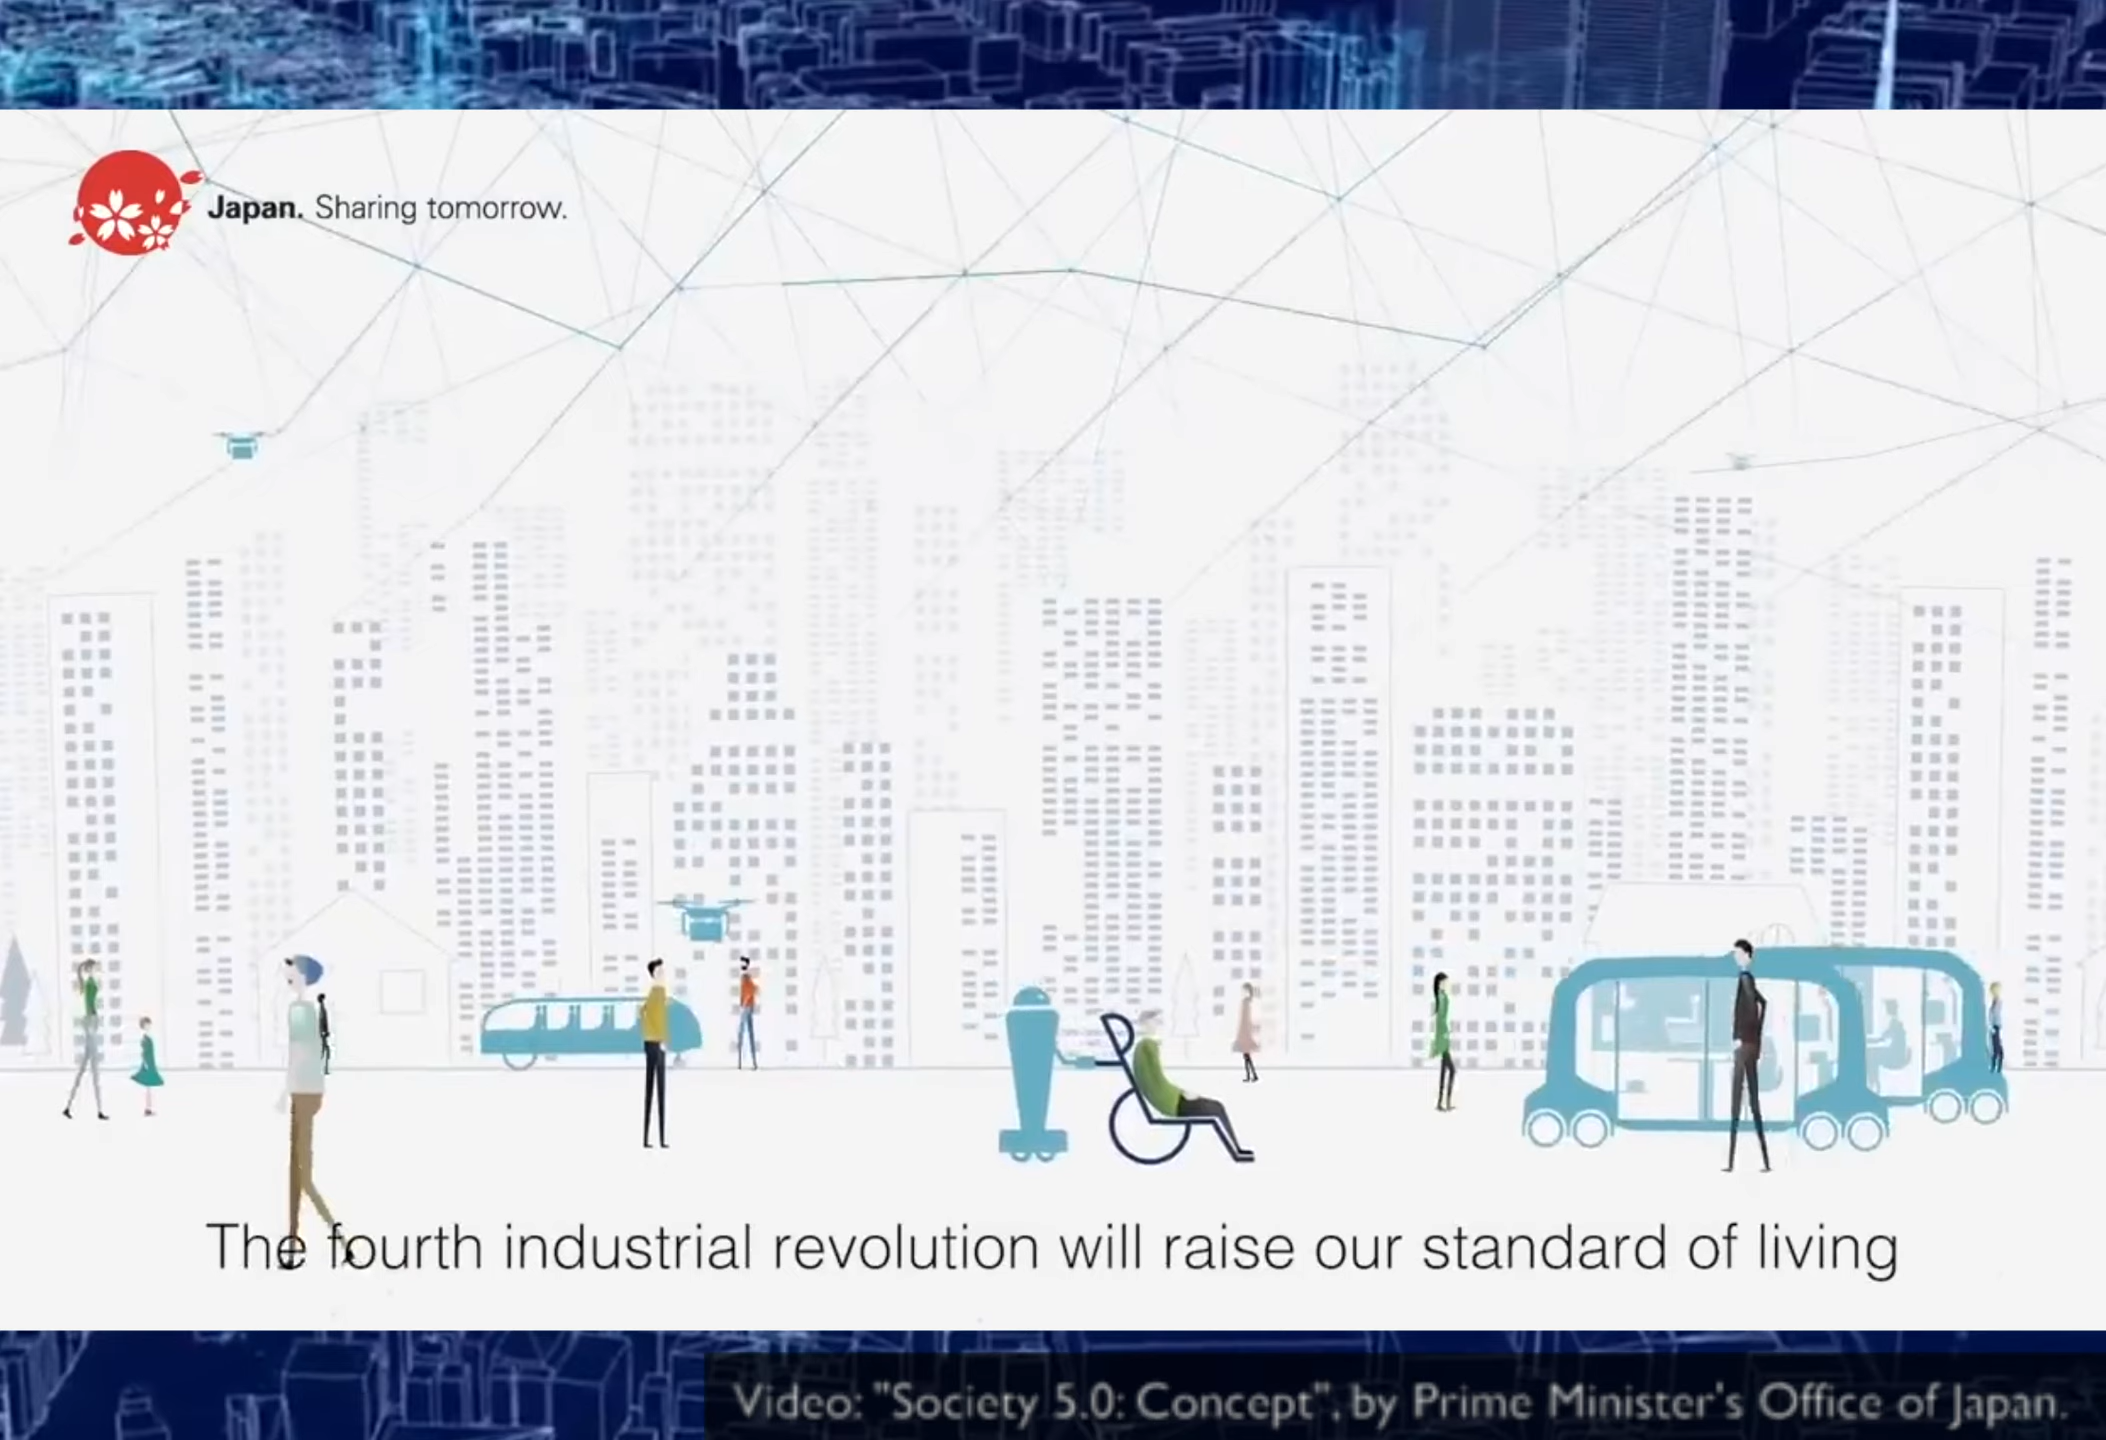 Japan. Sharing tomorrow.
The fourth industrial revolution will raise our standard of living
Video: "Society 5.0: Concept", by Prime Minister's Office of Japan.